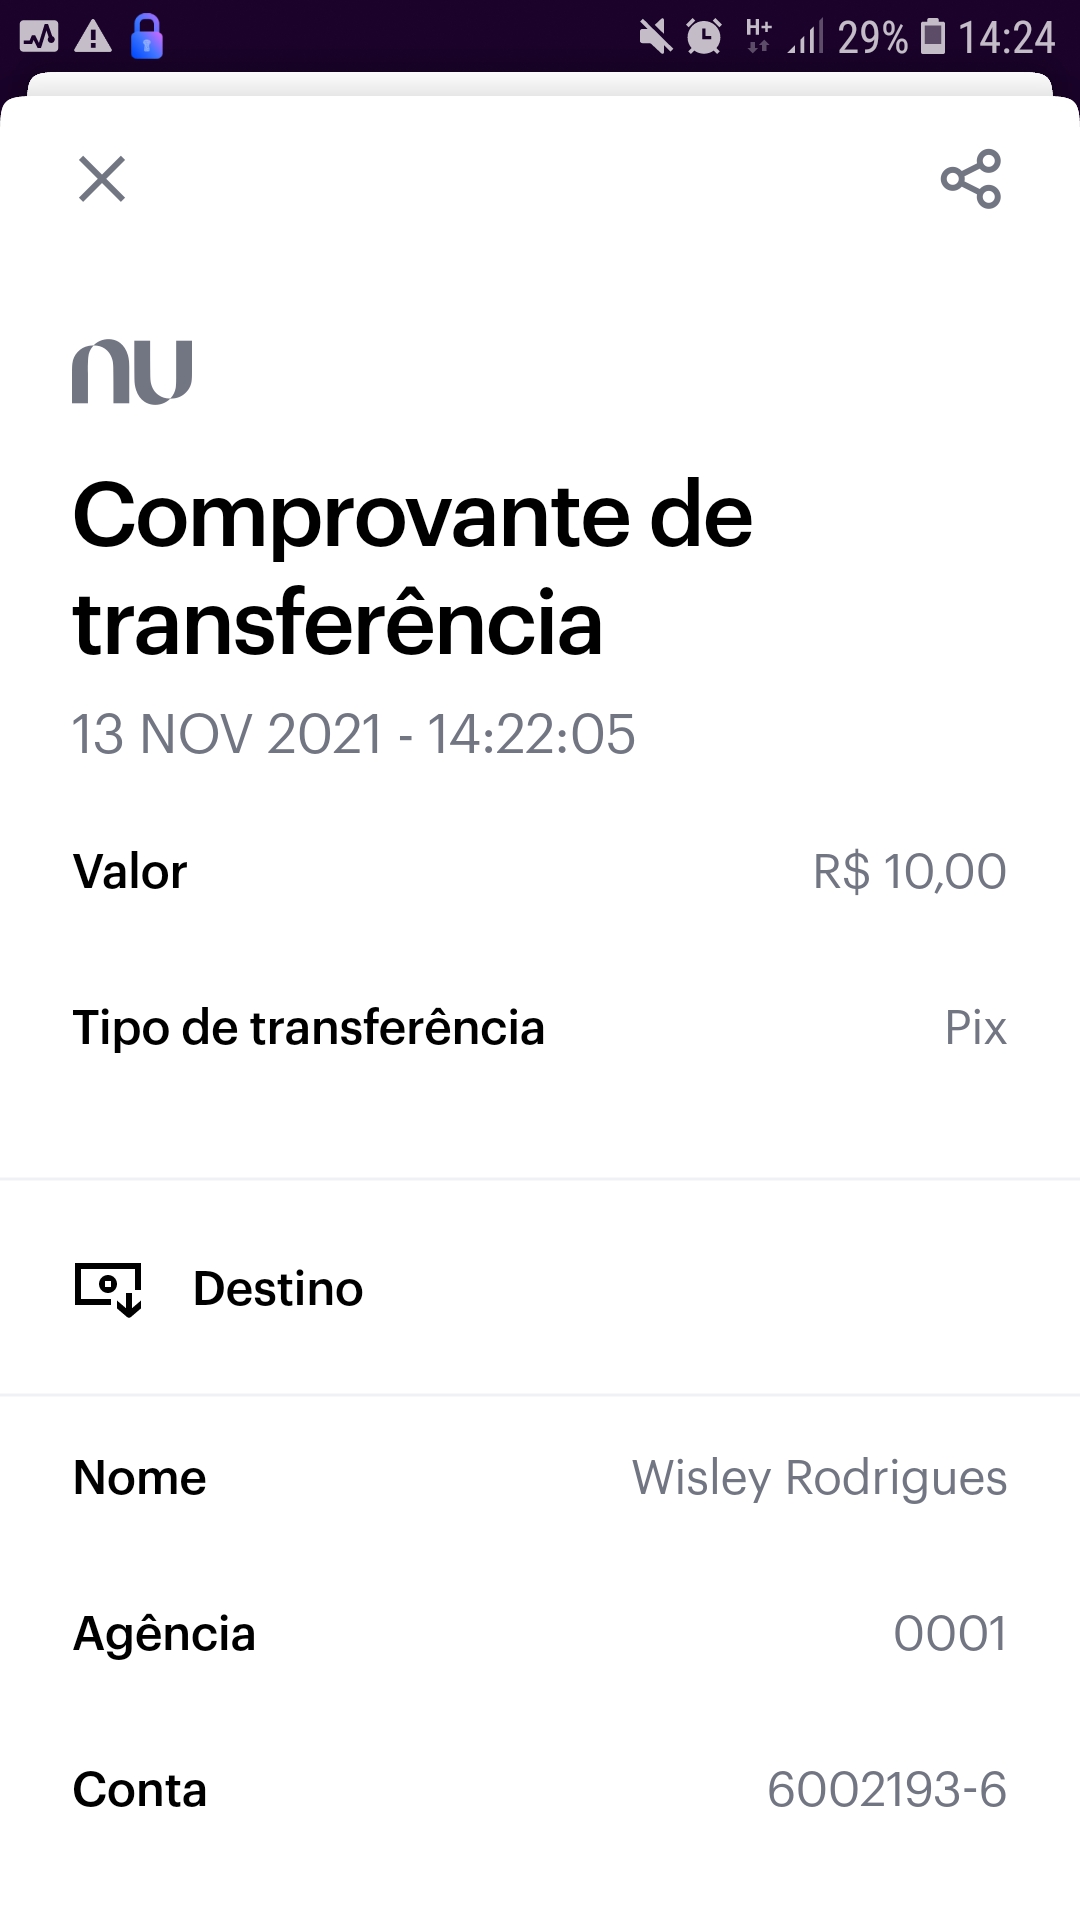 H+ 29% 14:24
nu
Comprovante de
transferência
13 NOV 2021 - 14:22:05
Valor R$ 10,00
Tipo de transferência Pix
Destino
Nome Wisley Rodrigues
Agência 0001
Conta 6002193-6